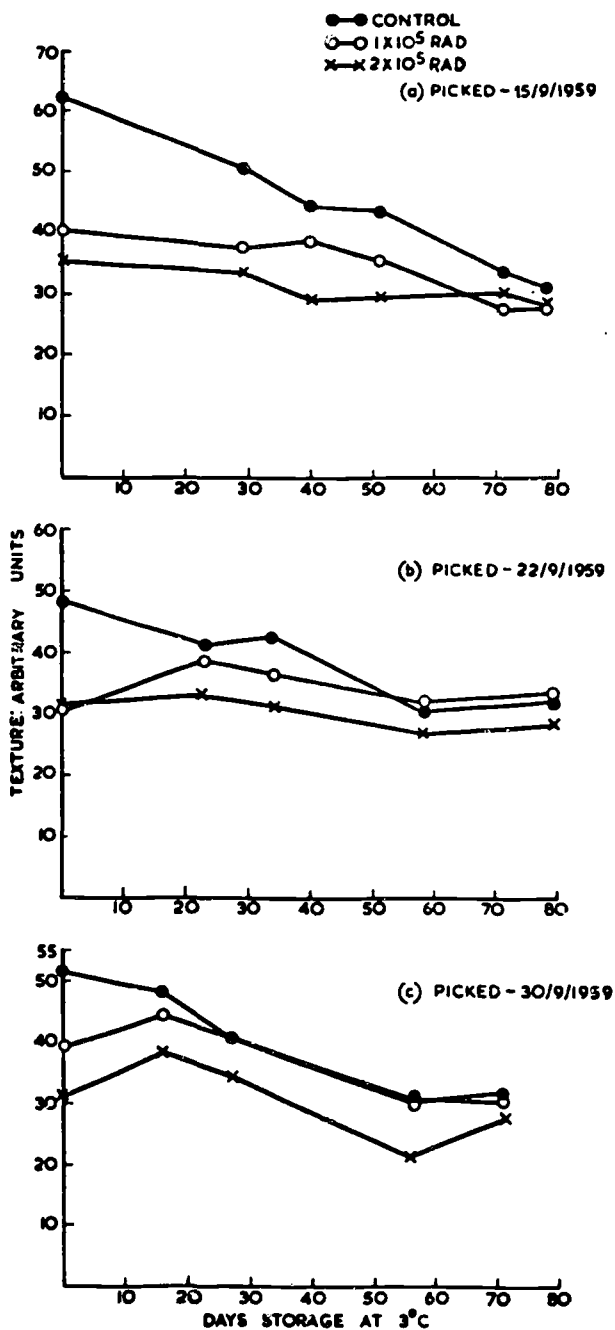 CONTROL
1X10⁵ RAD
2X10⁵ RAD
(a) PICKED - 15/9/1959
70
60
50
40
30
20
10
10 20 30 40 50 60 70 80
(b) PICKED - 22/9/1959
60
50
40
30
20
10
10 20 30 40 50 60 70 80
TEXTURE: ARBITRARY UNITS
(c) PICKED - 30/9/1959
55
50
40
30
20
10
10 20 30 40 50 60 70 80
DAYS STORAGE AT 3°C